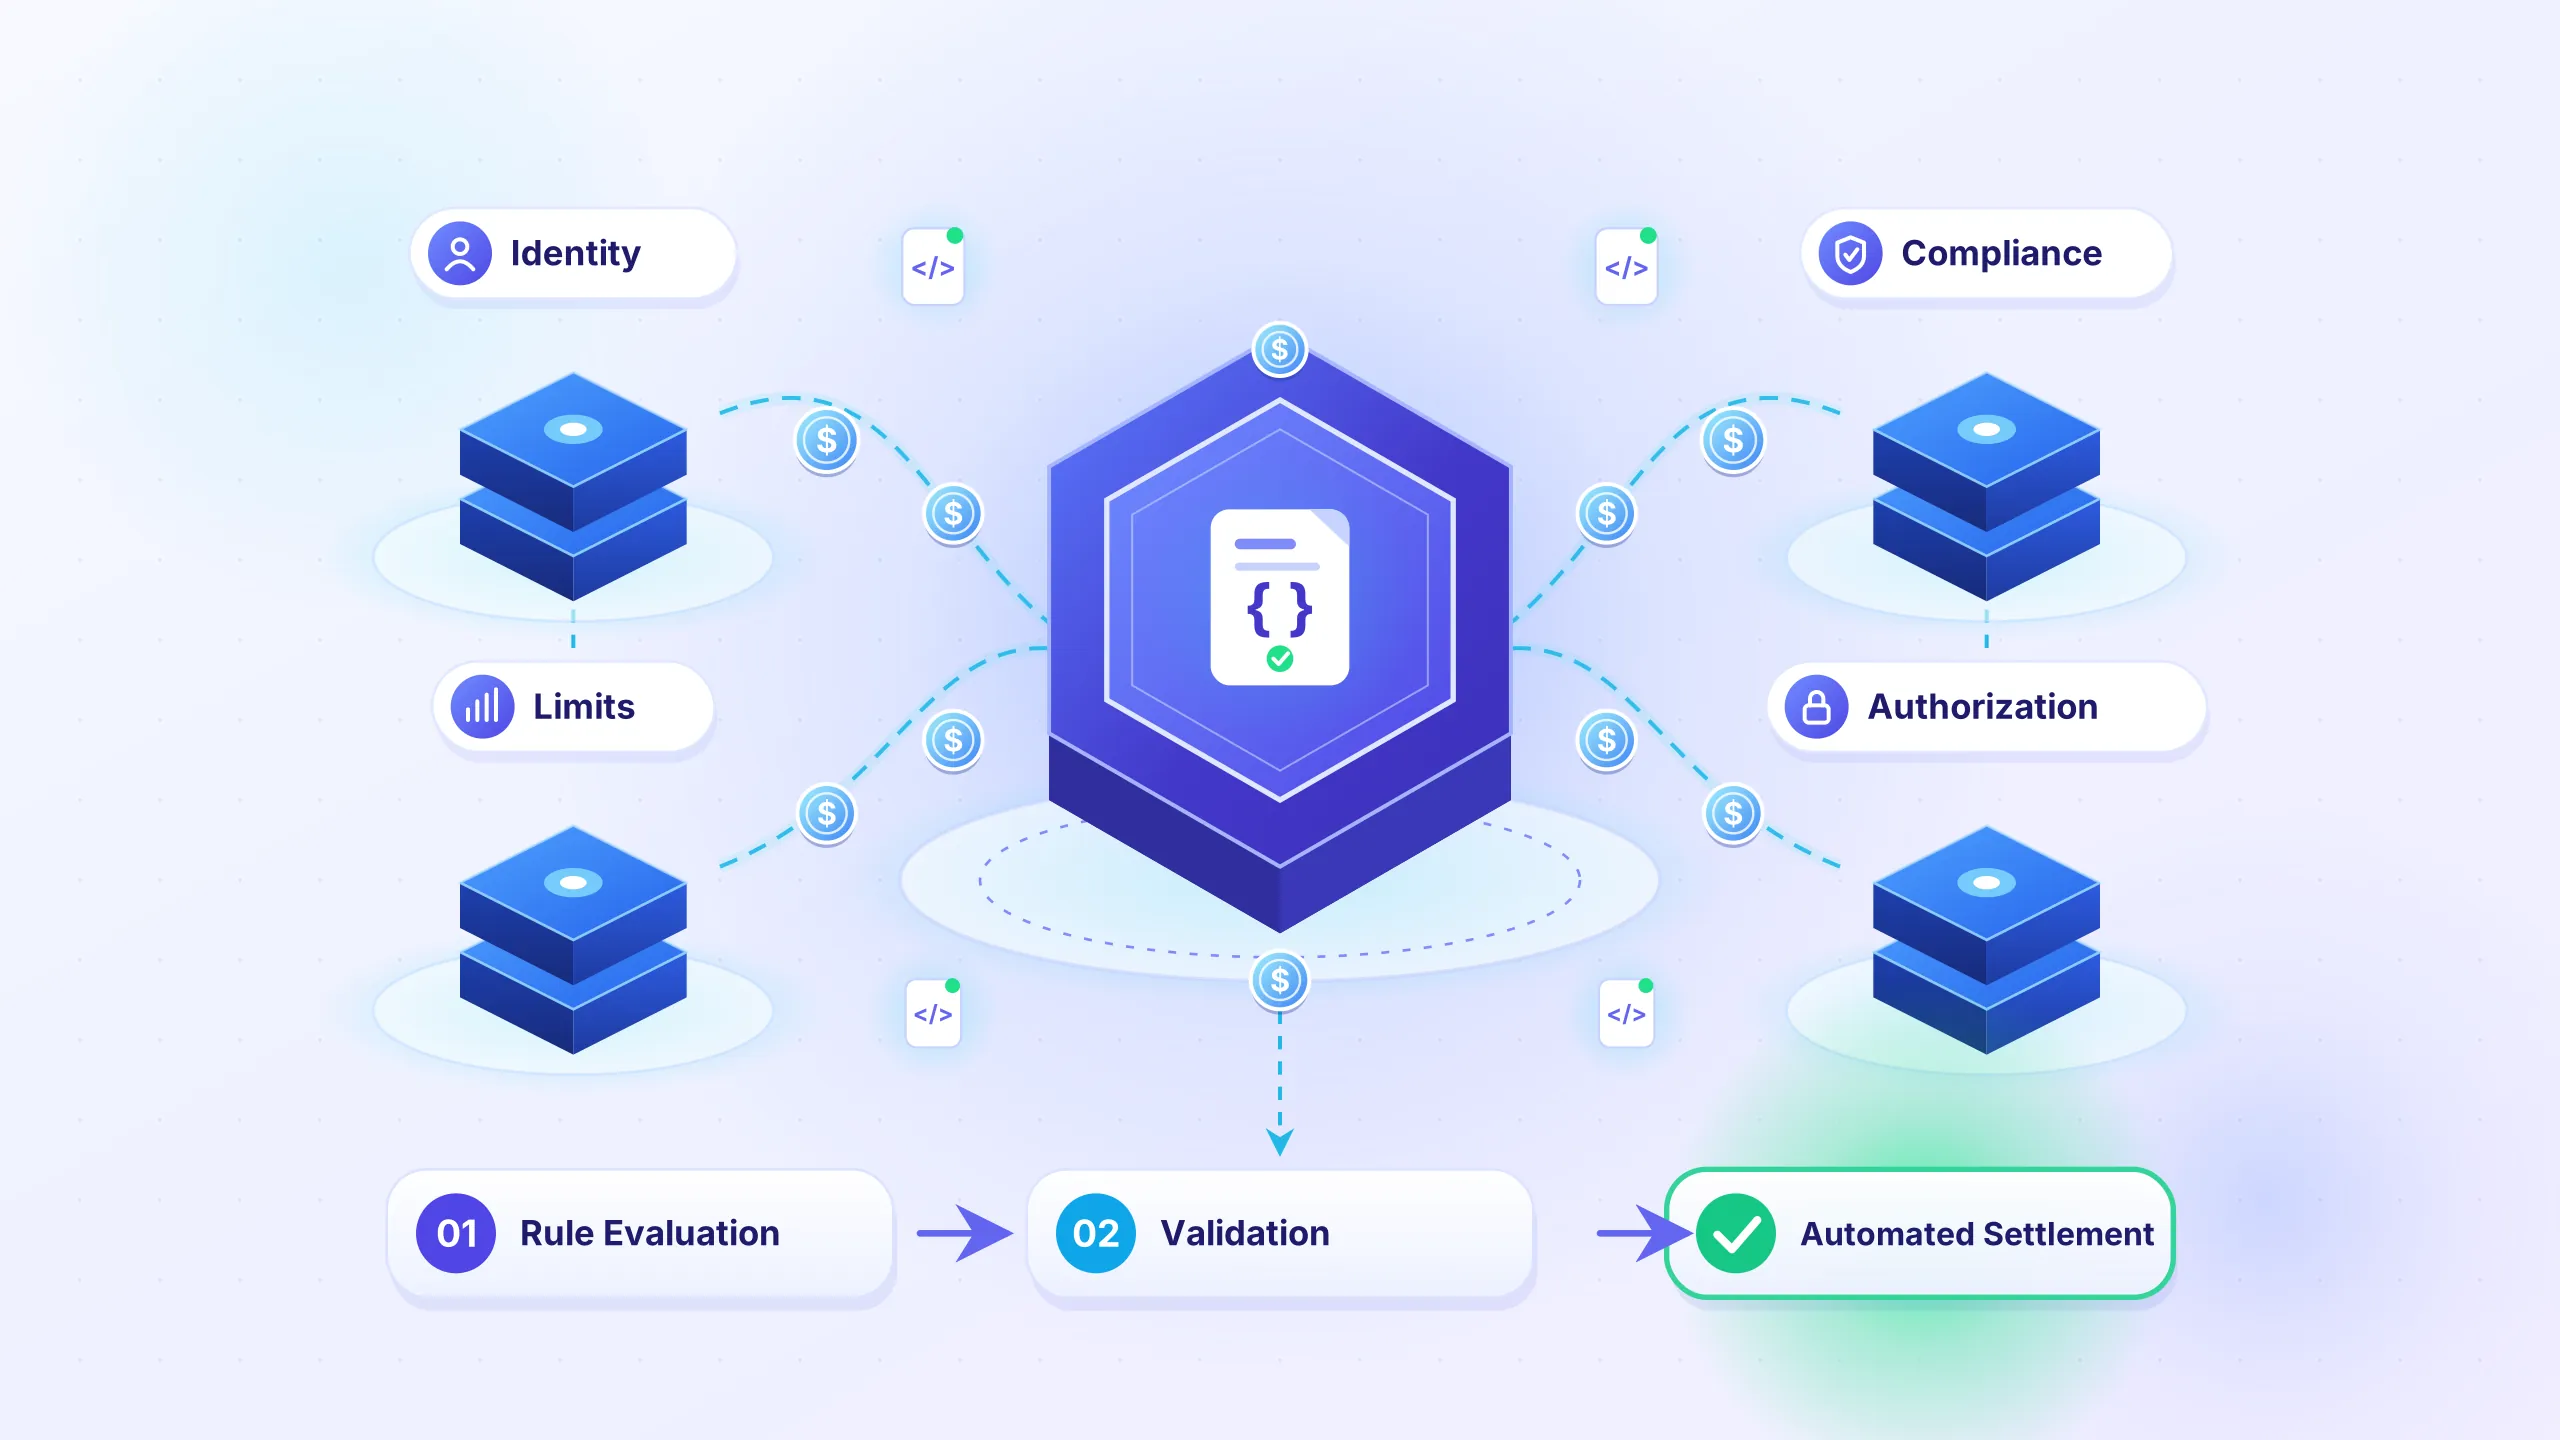 Identity
</>
</>
Compliance
$
$
$
$
$
{ }
Limits
Authorization
$
$
$
$
$
</>
</>
01 Rule Evaluation
02 Validation
Automated Settlement